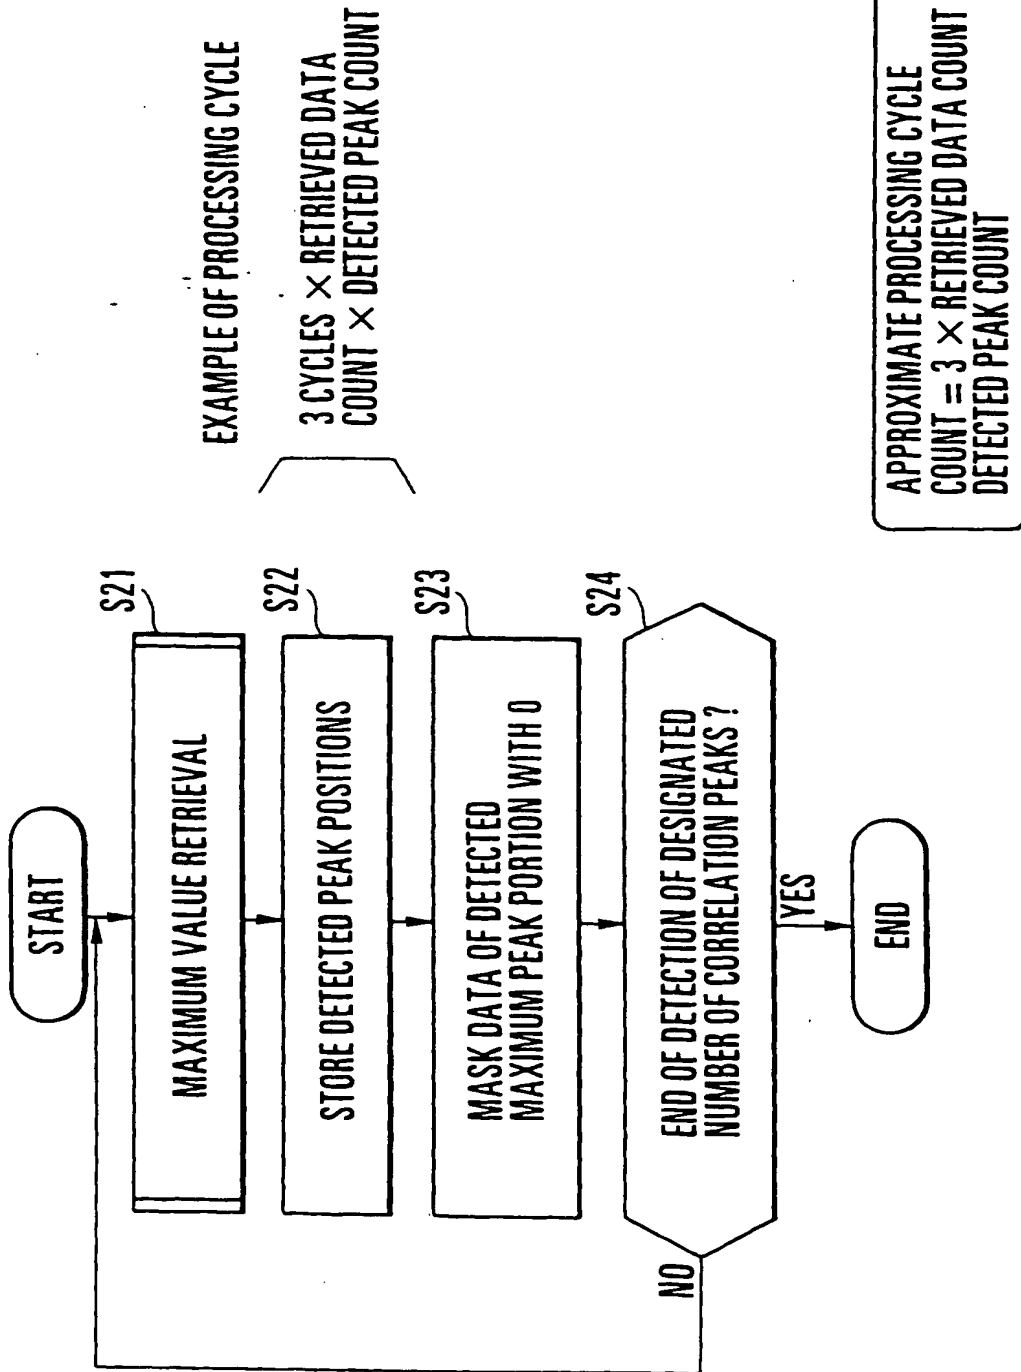 START
S21
MAXIMUM VALUE RETRIEVAL
S22
STORE DETECTED PEAK POSITIONS
S23
MASK DATA OF DETECTED
MAXIMUM PEAK PORTION WITH 0
S24
END OF DETECTION OF DESIGNATED
NUMBER OF CORRELATION PEAKS ?
NO
YES
END
EXAMPLE OF PROCESSING CYCLE
3 CYCLES × RETRIEVED DATA
COUNT × DETECTED PEAK COUNT
APPROXIMATE PROCESSING CYCLE
COUNT = 3 × RETRIEVED DATA COUNT
DETECTED PEAK COUNT